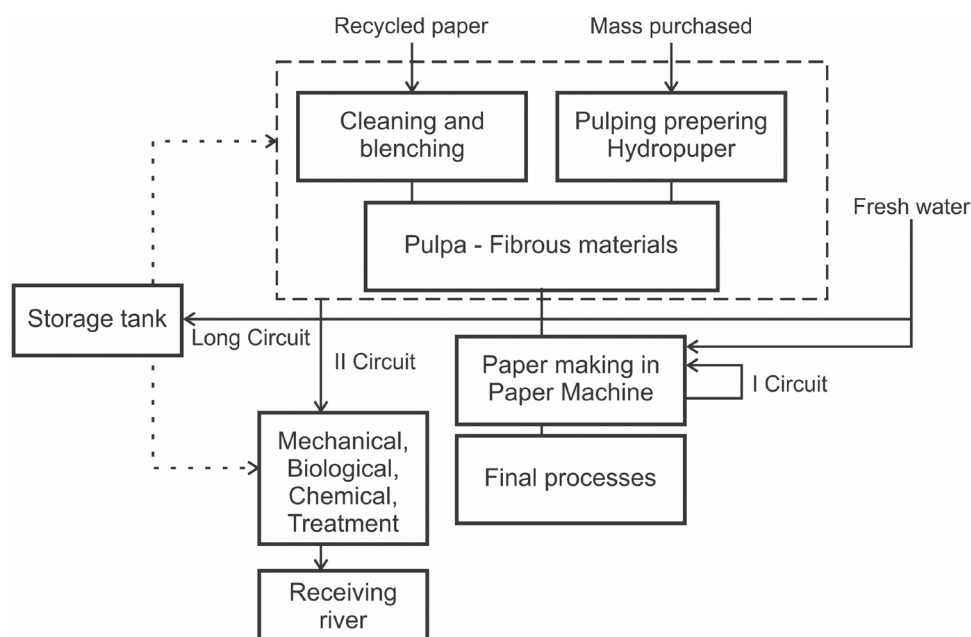 Recycled paper
Mass purchased
Cleaning and
blenching
Pulping prepering
Hydropuper
Fresh water
Pulpa - Fibrous materials
Storage tank
Long Circuit
II Circuit
Paper making in
Paper Machine
I Circuit
Mechanical,
Biological,
Chemical,
Treatment
Final processes
Receiving
river